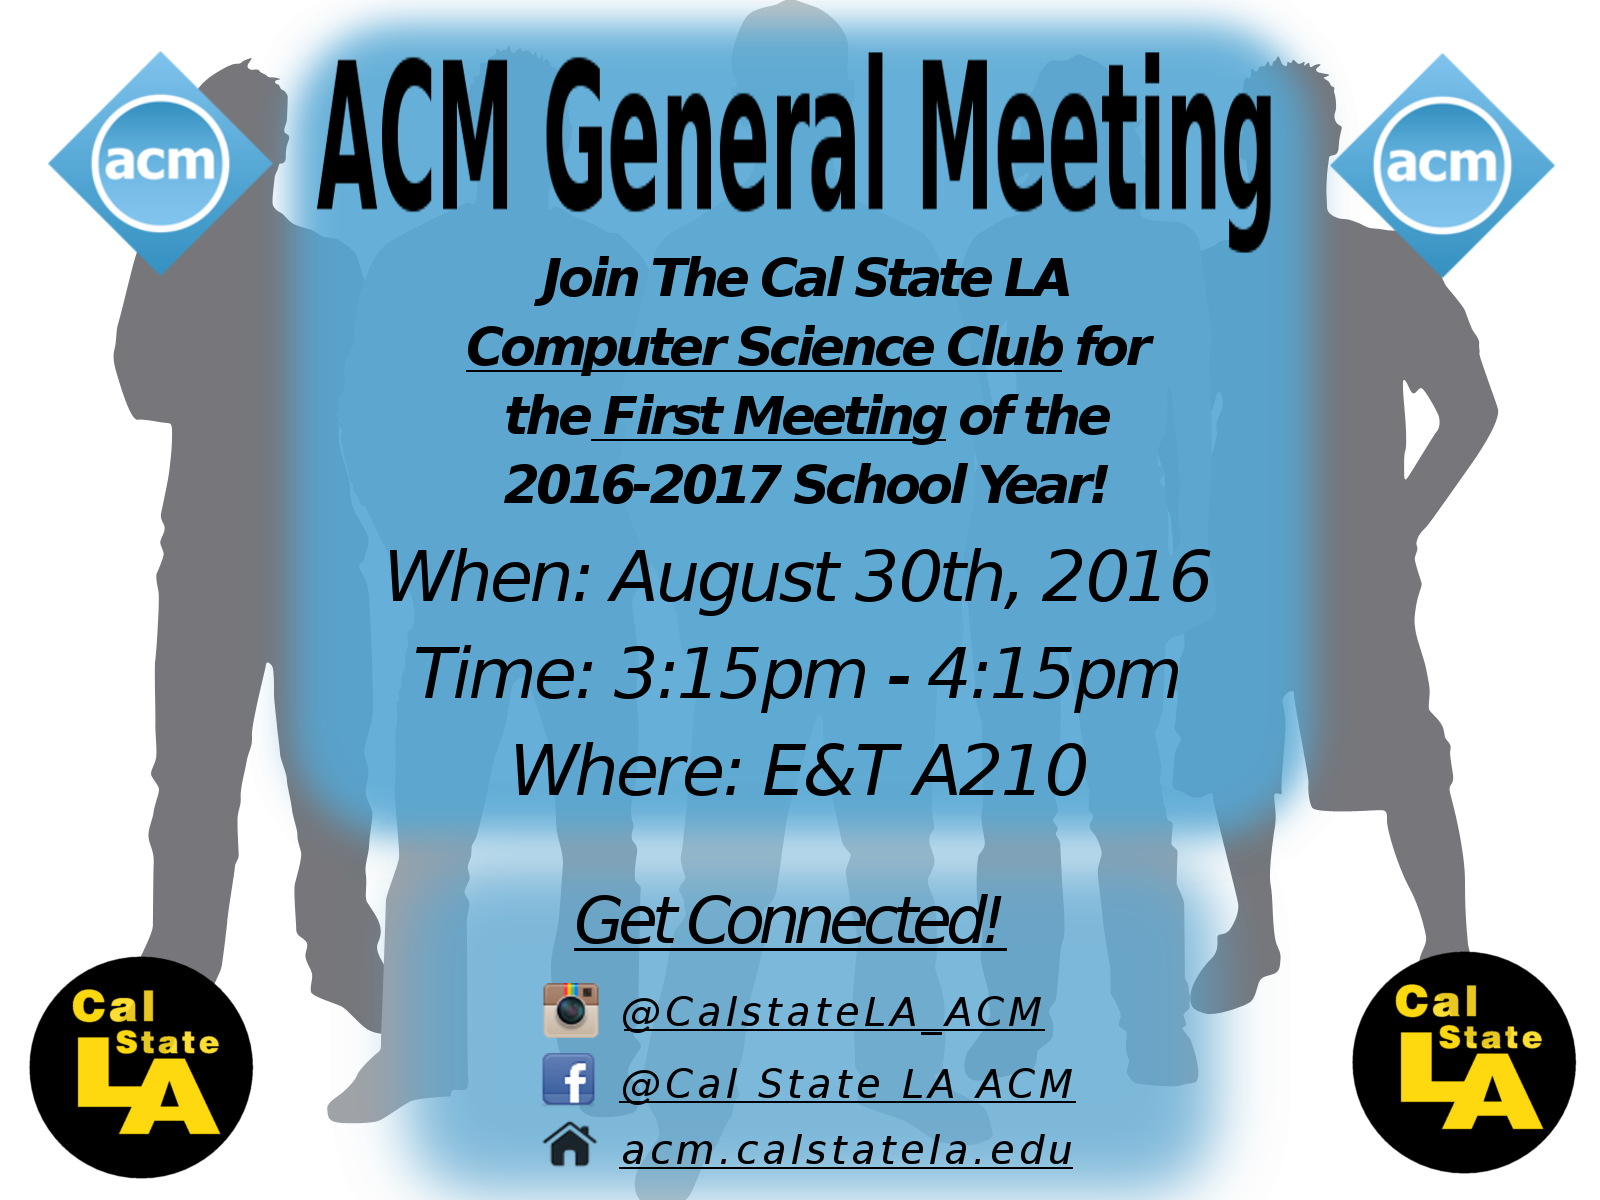 acm
ACM General Meeting
acm
Join The Cal State LA
Computer Science Club for
the First Meeting of the
2016-2017 School Year!
When: August 30th, 2016
Time: 3:15pm - 4:15pm
Where: E&T A210
Get Connected!
@CalstateLA_ACM
@Cal State LA ACM
acm.calstatela.edu
Cal
State
LA
Cal
State
LA